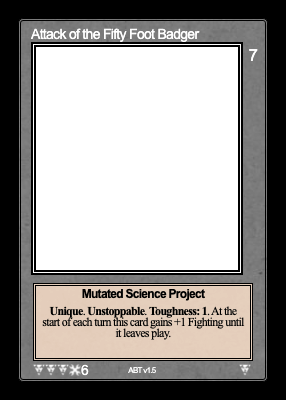 Attack of the Fifty Foot Badger
7
Mutated Science Project
Unique. Unstoppable. Toughness: 1. At the
start of each turn this card gains +1 Fighting until
it leaves play.
6
ABT v1.5